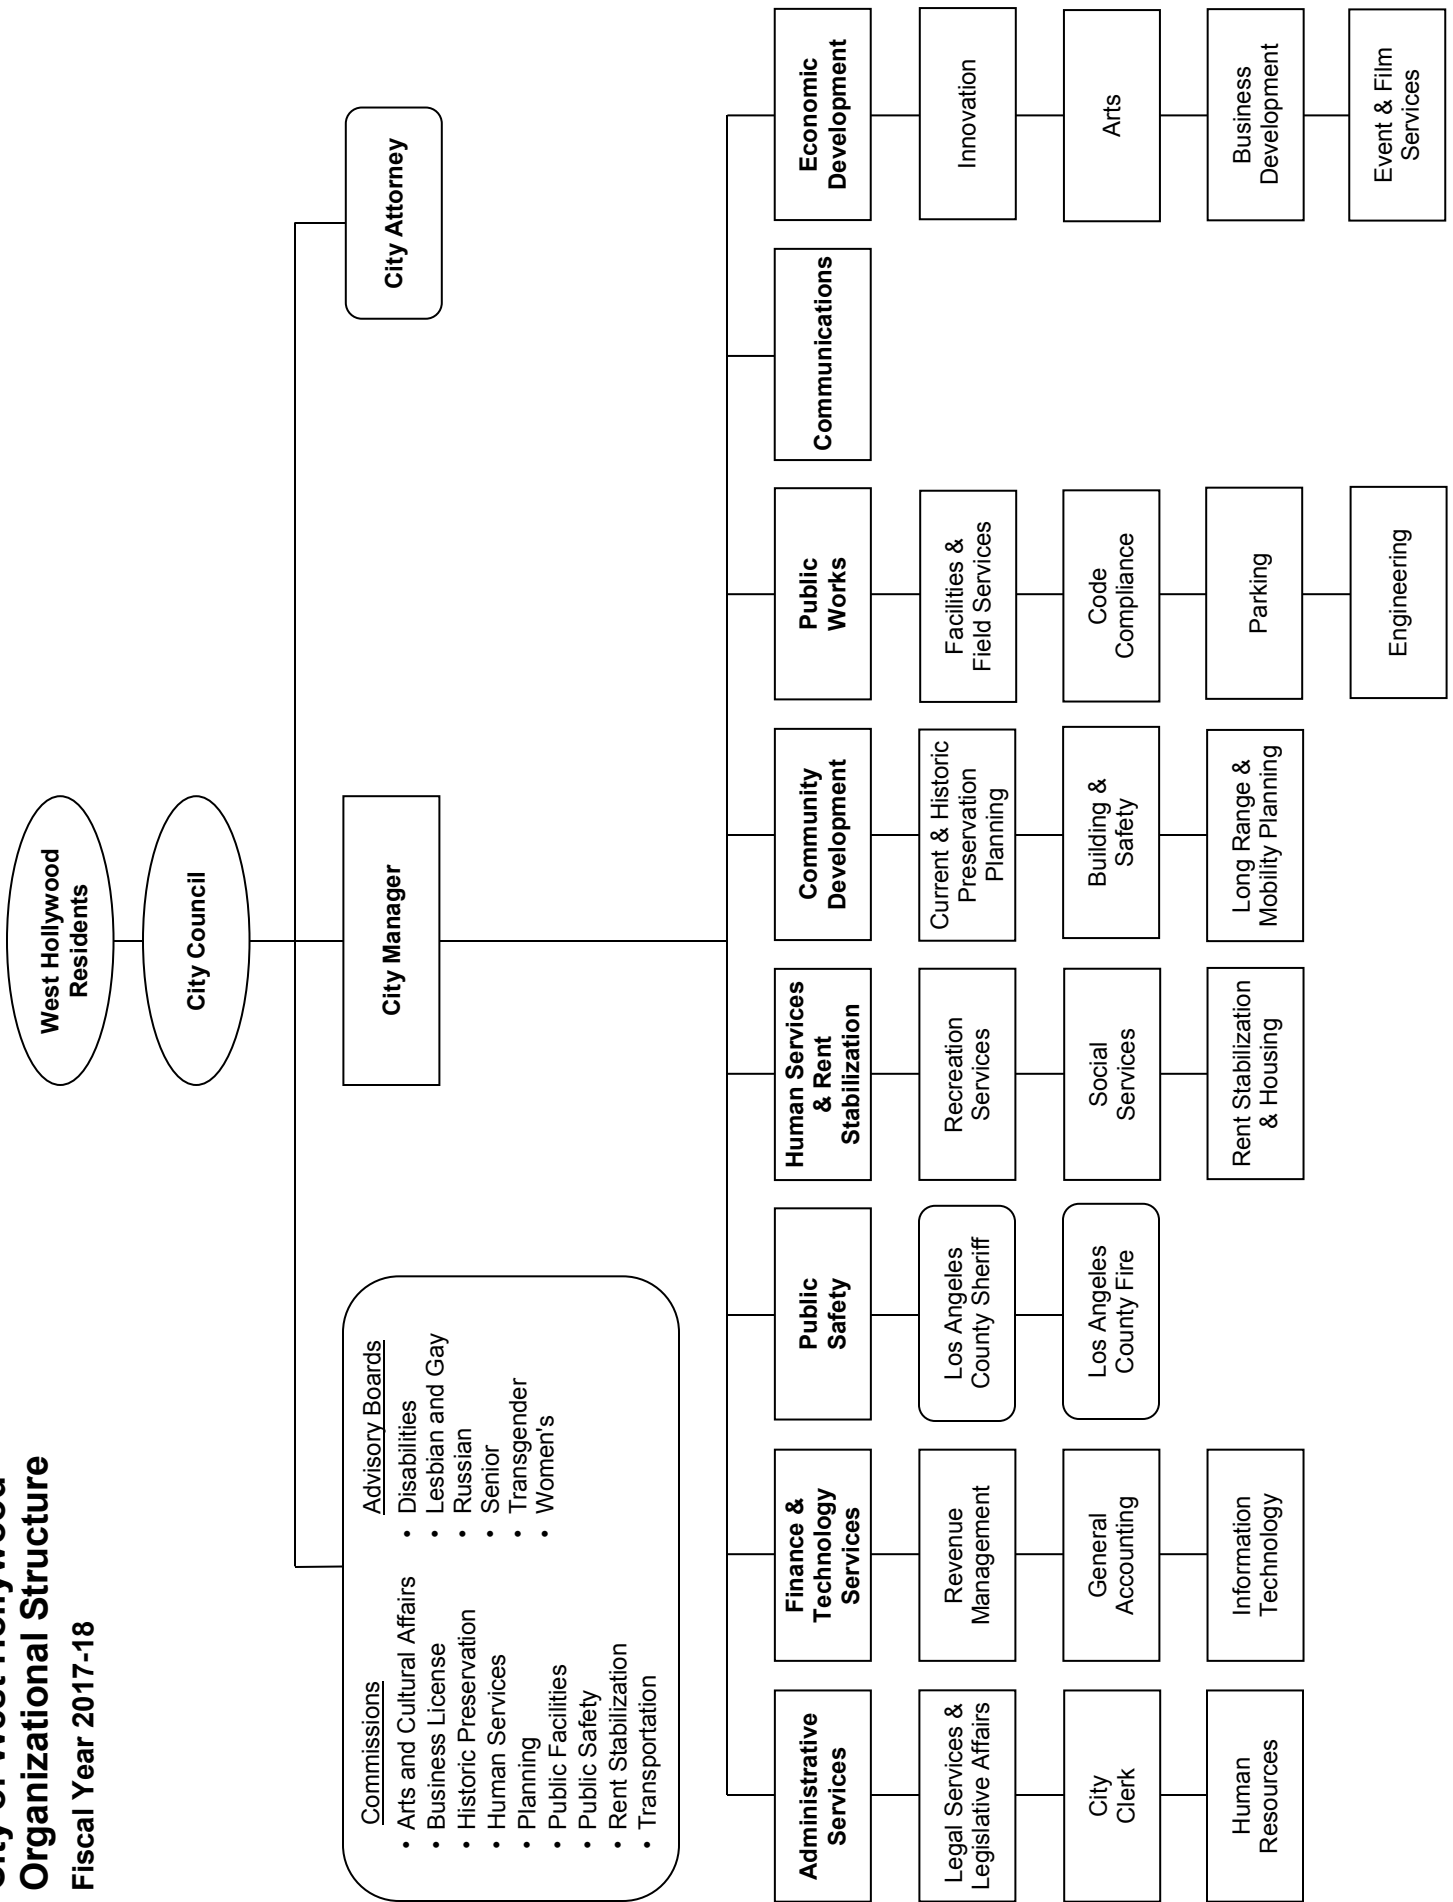 City of West Hollywood
Organizational Structure
Fiscal Year 2017-18
West Hollywood
Residents
City Council
City Manager
City Attorney
Commissions
• Arts and Cultural Affairs
• Business License
• Historic Preservation
• Human Services
• Planning
• Public Facilities
• Public Safety
• Rent Stabilization
• Transportation
Advisory Boards
• Disabilities
• Lesbian and Gay
• Russian
• Senior
• Transgender
• Women's
Administrative
Services
Legal Services &
Legislative Affairs
City
Clerk
Human
Resources
Finance &
Technology
Services
Revenue
Management
General
Accounting
Information
Technology
Public
Safety
Los Angeles
County Sheriff
Los Angeles
County Fire
Human Services
& Rent
Stabilization
Recreation
Services
Social
Services
Rent Stabilization
& Housing
Community
Development
Current & Historic
Preservation
Planning
Building &
Safety
Long Range &
Mobility Planning
Public
Works
Facilities &
Field Services
Code
Compliance
Parking
Engineering
Communications
Economic
Development
Innovation
Arts
Business
Development
Event & Film
Services